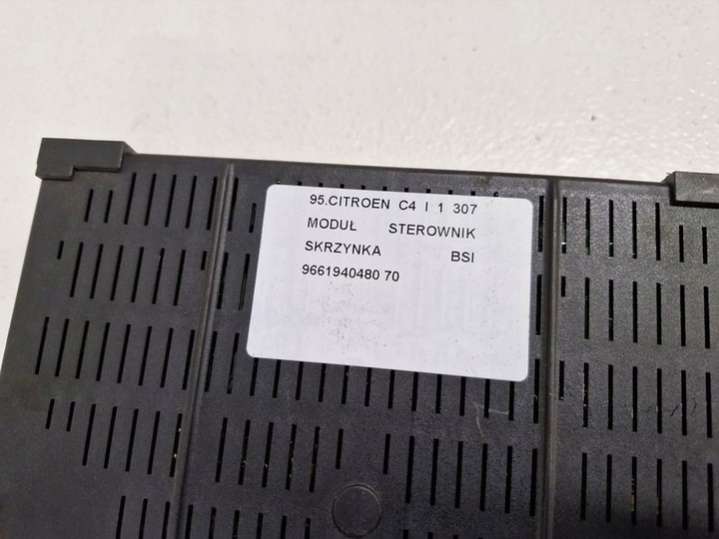 95.CITROEN C4 I 1 307
MODUŁ STEROWNIK
SKRZYNKA BSI
9661940480 70